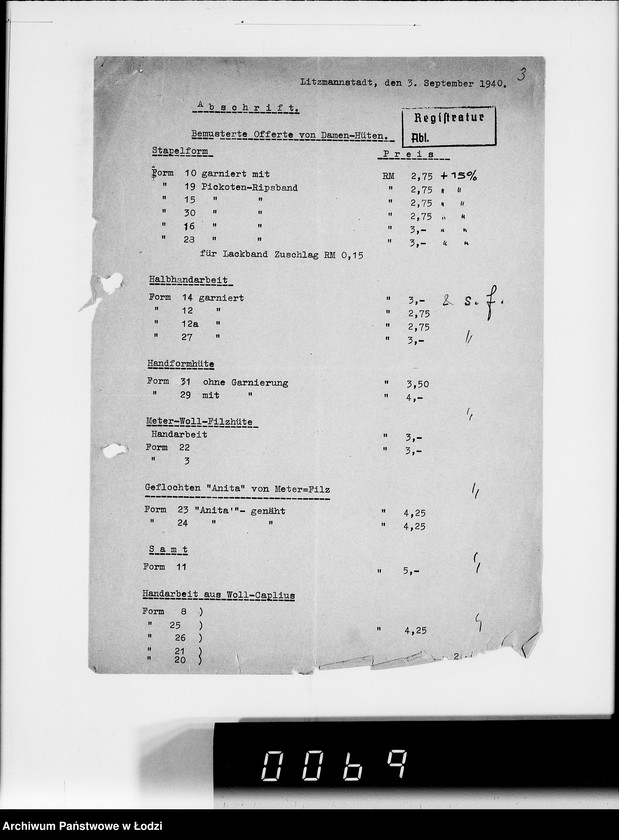 3
Litzmannstadt, den 3. September 1940.
Abschrift.
Registratur
Abl.
Bemusterte Offerte von Damen-Hüten.
Stapelform Preis
Form 10 garniert mit RM 2,75 + 15%
" 19 Pickoten-Ripsband " 2,75 " "
" 15 " " " 2,75 " "
" 30 " " " 2,75 " "
" 16 " " " 3,- " "
" 28 " " " 3,- " "
für Lackband Zuschlag RM 0,15
Halbhandarbeit
Form 14 garniert " 3,- s. f.
" 12 " " 2,75
" 12a " " 2,75
" 27 " " 3,- "
Handformhüte
Form 31 ohne Garnierung " 3,50
" 29 mit " " 4,-
Meter-Woll-Filzhüte "
Handarbeit " 3,-
Form 22 " 3,-
" 3
Geflochten "Anita" von Meter=Filz "
Form 23 "Anita'"- genäht " 4,25
" 24 " " " 4,25
Samt
Form 11 " 5,-
Handarbeit aus Woll-Caplius
Form 8 )
" 25 )
" 26 ) " 4,25
" 21 )
" 20 )
0069
Archiwum Państwowe w Łodzi